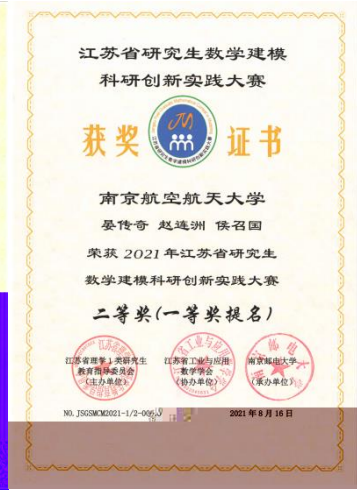 江苏省研究生数学建模
科研创新实践大赛
获奖 证书
南京航空航天大学
晏传奇 赵连洲 侯召国
荣获 2021 年江苏省研究生
数学建模科研创新实践大赛
二等奖(一等奖提名)
江苏省理学1类研究生 江苏省工业与应用 南京邮电大学
教育指导委员会 数学学会 (承办单位)
(主办单位) (协办单位)
NO. JSGSMCM2021-1/2-006 2021 年 8 月 16 日